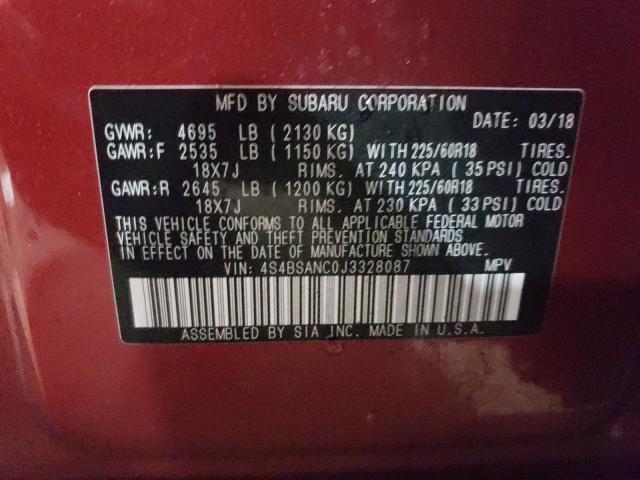 MFD BY SUBARU CORPORATION
DATE: 03/18
GVWR: 4695 LB ( 2130 KG)
GAWR:F 2535 LB ( 1150 KG) WITH 225/60R18 TIRES.
18X7J RIMS. AT 240 KPA ( 35 PSI) COLD
GAWR:R 2645 LB ( 1200 KG) WITH 225/60R18 TIRES.
18X7J RIMS. AT 230 KPA ( 33 PSI) COLD
THIS VEHICLE CONFORMS TO ALL APPLICABLE FEDERAL MOTOR
VEHICLE SAFETY AND THEFT PREVENTION STANDARDS
IN EFFECT ON THE DATE OF MANUFACTURE SHOWN ABOVE.
VIN: 4S4BSANC0J3328087 MPV
ASSEMBLED BY SIA INC. MADE IN U.S.A.